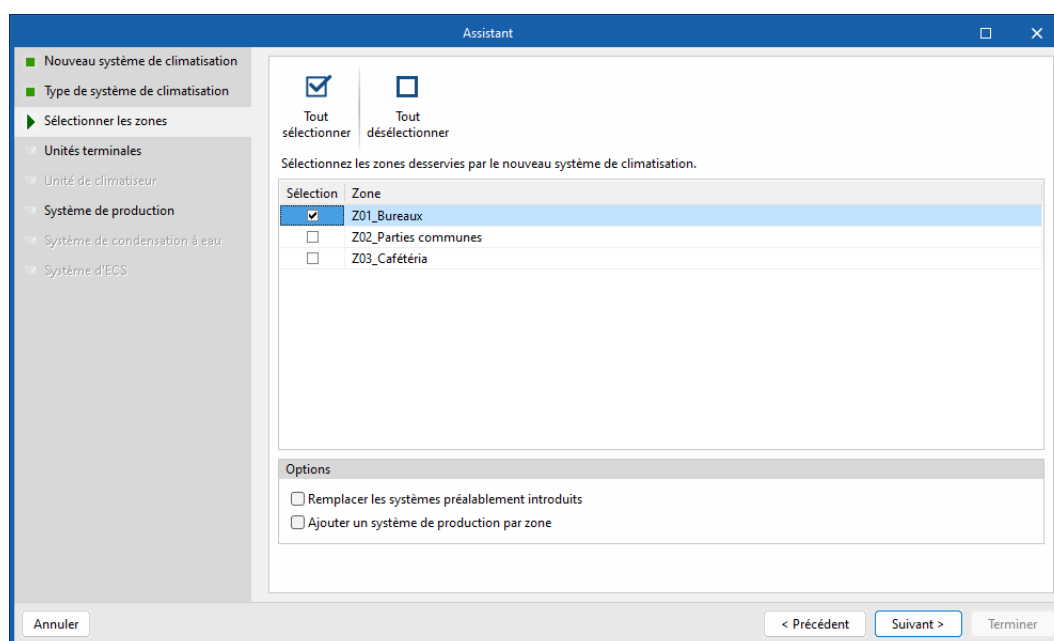 Assistant
Nouveau système de climatisation
Type de système de climatisation
Sélectionner les zones
Unités terminales
Unité de climatiseur
Système de production
Système de condensation à eau
Système d'ECS
Tout
sélectionner
Tout
désélectionner
Sélectionnez les zones desservies par le nouveau système de climatisation.
Sélection Zone
Z01_Bureaux
Z02_Parties communes
Z03_Cafétéria
Options
Remplacer les systèmes préalablement introduits
Ajouter un système de production par zone
Annuler
< Précédent
Suivant >
Terminer